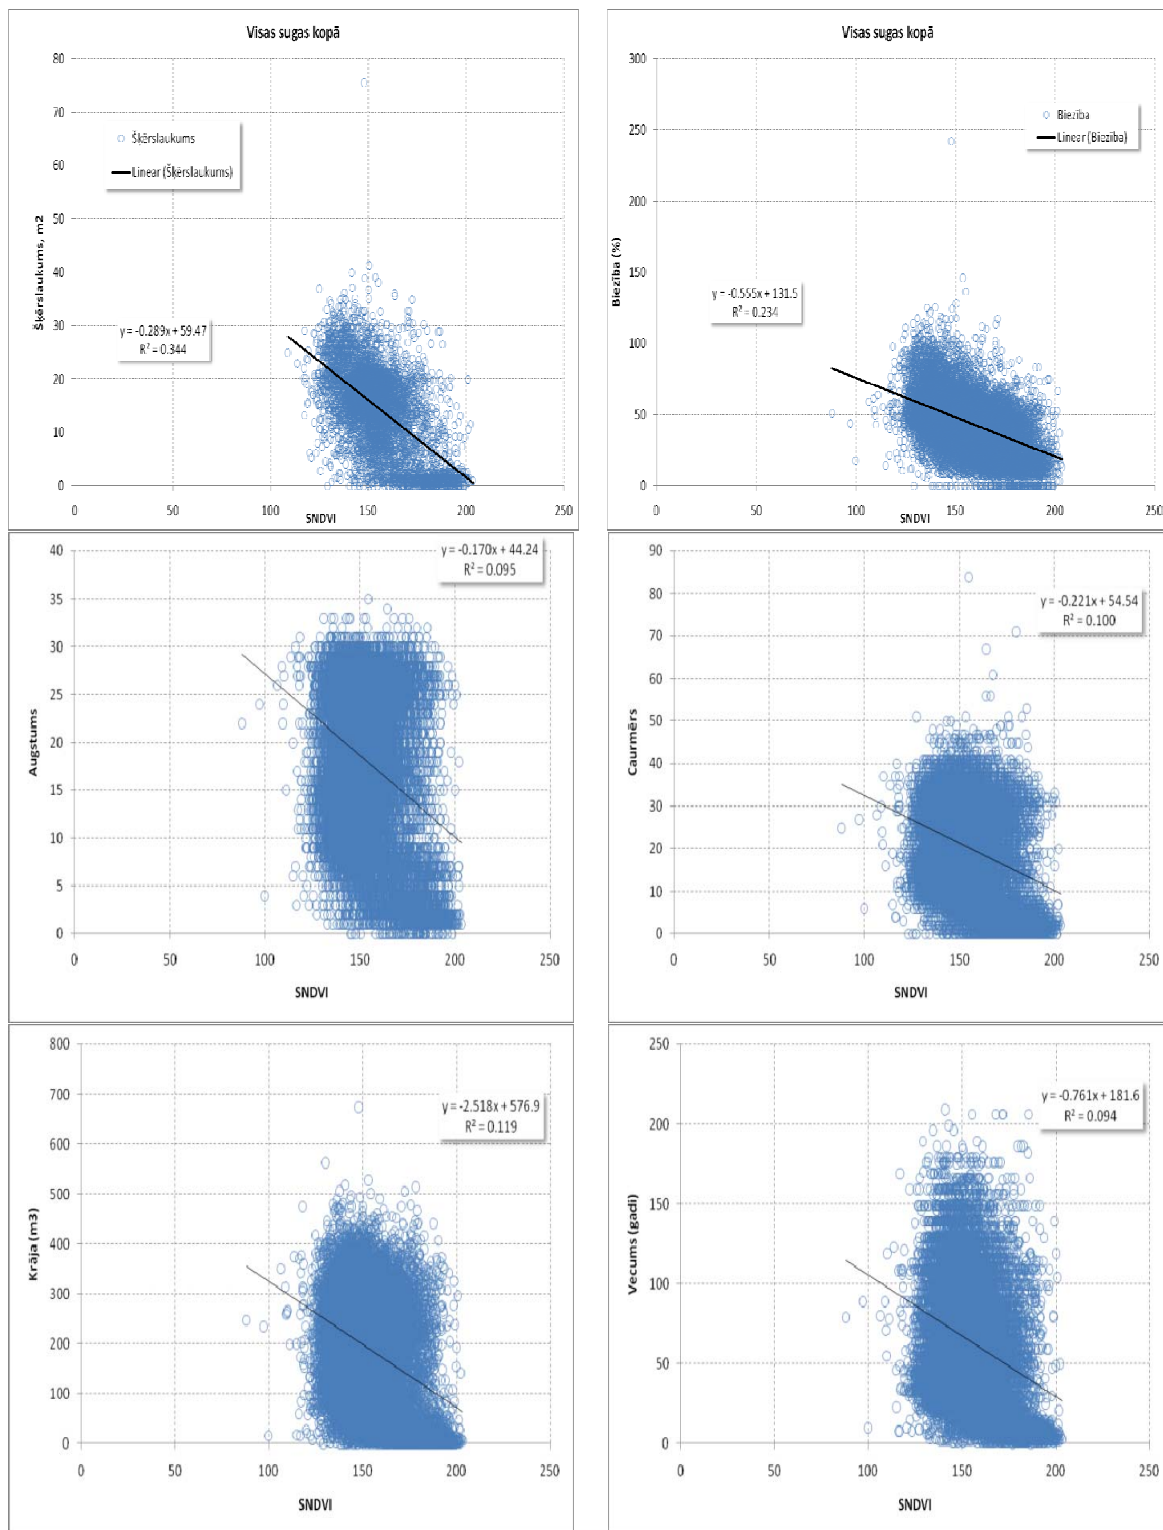 Visas sugas kopā
80
70
60
50
40
30
20
10
0
Šķērslaukums, m2
Šķērslaukums
Linear (Šķērslaukums)
y = -0.289x + 59.47
R² = 0.344
0 50 100 150 200 250
SNDVI
Visas sugas kopā
300
250
200
150
100
50
0
Biezība (%)
Biezība
Linear (Biezība)
y = -0.555x + 131.5
R² = 0.234
0 50 100 150 200 250
SNDVI
40
35
30
25
20
15
10
5
0
Augstums
y = -0.170x + 44.24
R² = 0.095
0 50 100 150 200 250
SNDVI
90
80
70
60
50
40
30
20
10
0
Caurmērs
y = -0.221x + 54.54
R² = 0.100
0 50 100 150 200 250
SNDVI
800
700
600
500
400
300
200
100
0
Krāja (m3)
y = -2.518x + 576.9
R² = 0.119
0 50 100 150 200 250
SNDVI
250
200
150
100
50
0
Vecums (gadi)
y = -0.761x + 181.6
R² = 0.094
0 50 100 150 200 250
SNDVI